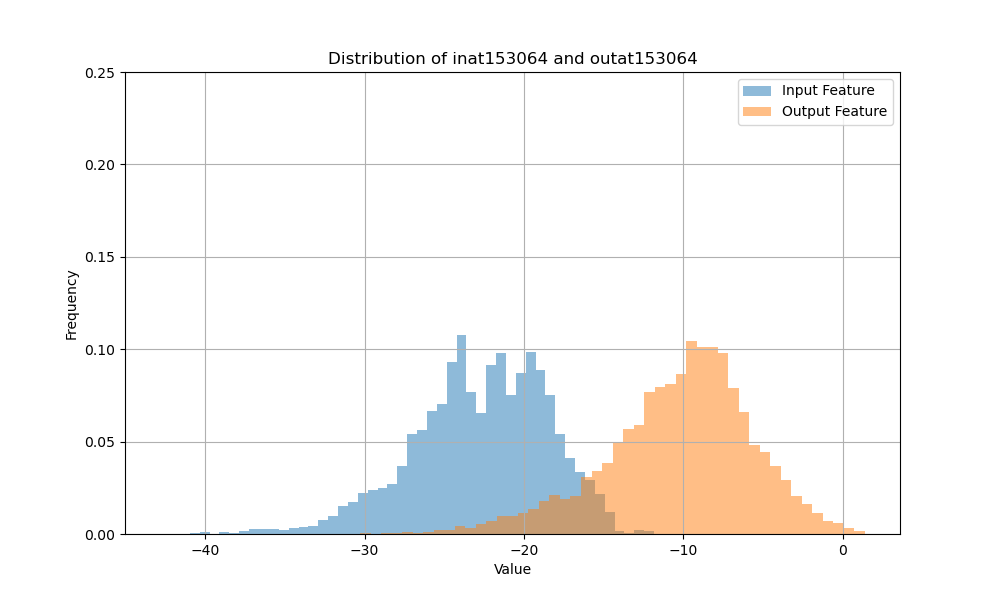 Distribution of inat153064 and outat153064
Input Feature
Output Feature
0.25
0.20
0.15
0.10
0.05
0.00
Frequency
−40
−30
−20
−10
0
Value